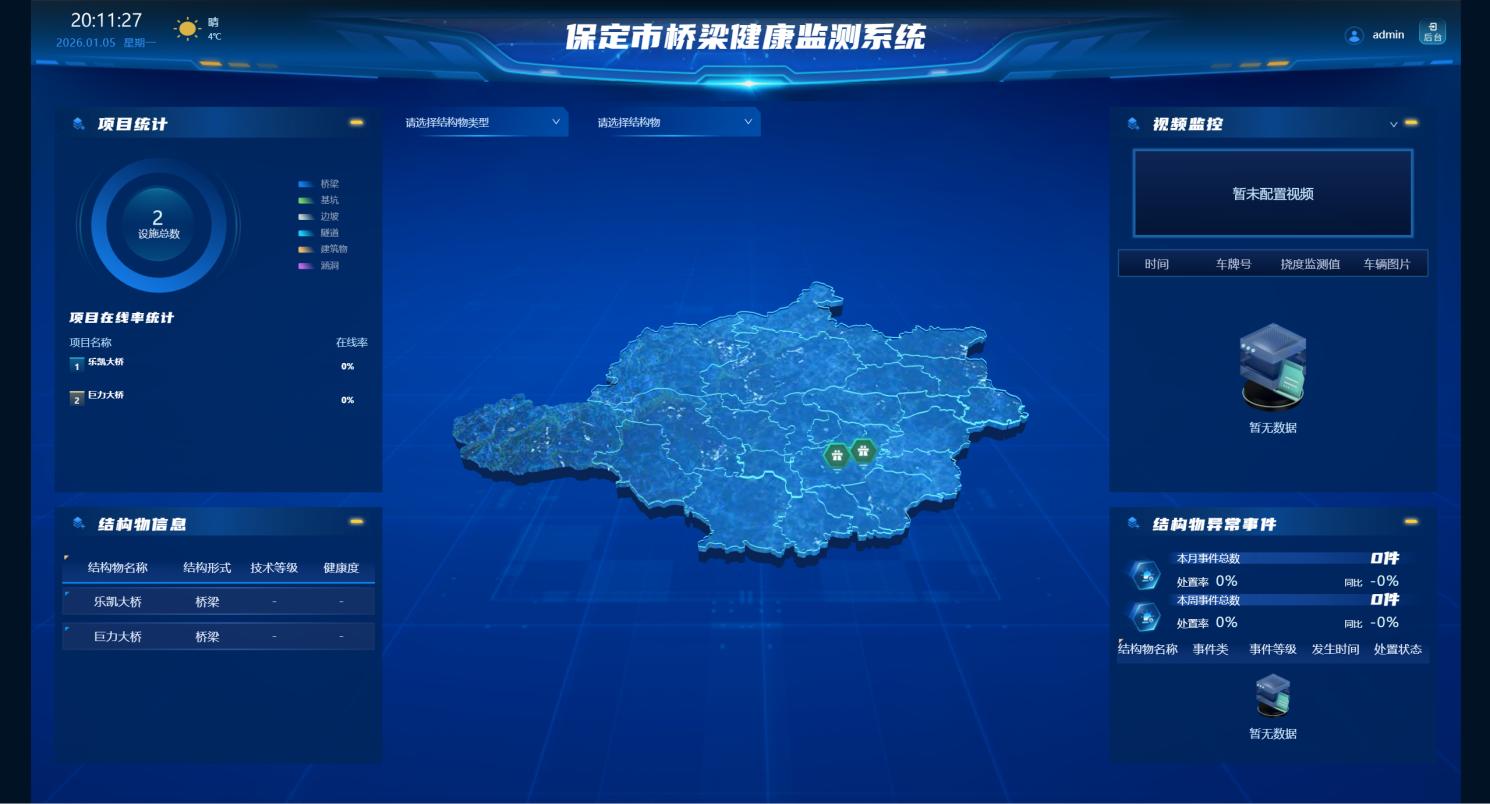 20:11:27
2026.01.05 星期一
晴
4℃
保定市桥梁健康监测系统
admin
后台
项目统计
2
设施总数
桥梁
基坑
边坡
隧道
建筑物
涵洞
项目在线率统计
项目名称 在线率
1 乐凯大桥 0%
2 巨力大桥 0%
结构物信息
结构物名称 结构形式 技术等级 健康度
乐凯大桥 桥梁 - -
巨力大桥 桥梁 - -
请选择结构物类型 请选择结构物
视频监控
暂未配置视频
时间 车牌号 挠度监测值 车辆图片
暂无数据
结构物异常事件
本月事件总数 0件
处置率 0% 同比 -0%
本周事件总数 0件
处置率 0% 同比 -0%
结构物名称 事件类 事件等级 发生时间 处置状态
暂无数据